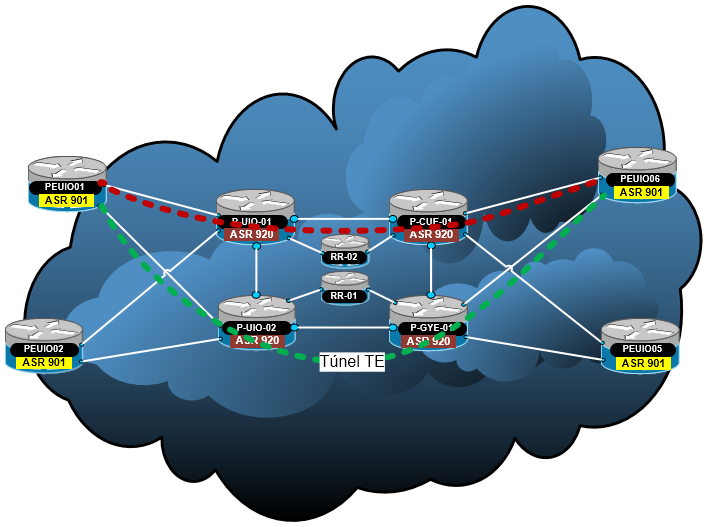 PEUIO01
ASR 901
PEUIO06
ASR 901
P-UIO-01
ASR 920
P-CUE-01
ASR 920
RR-02
RR-01
P-UIO-02
ASR 920
P-GYE-01
ASR 920
PEUIO02
ASR 901
PEUIO05
ASR 901
Túnel TE